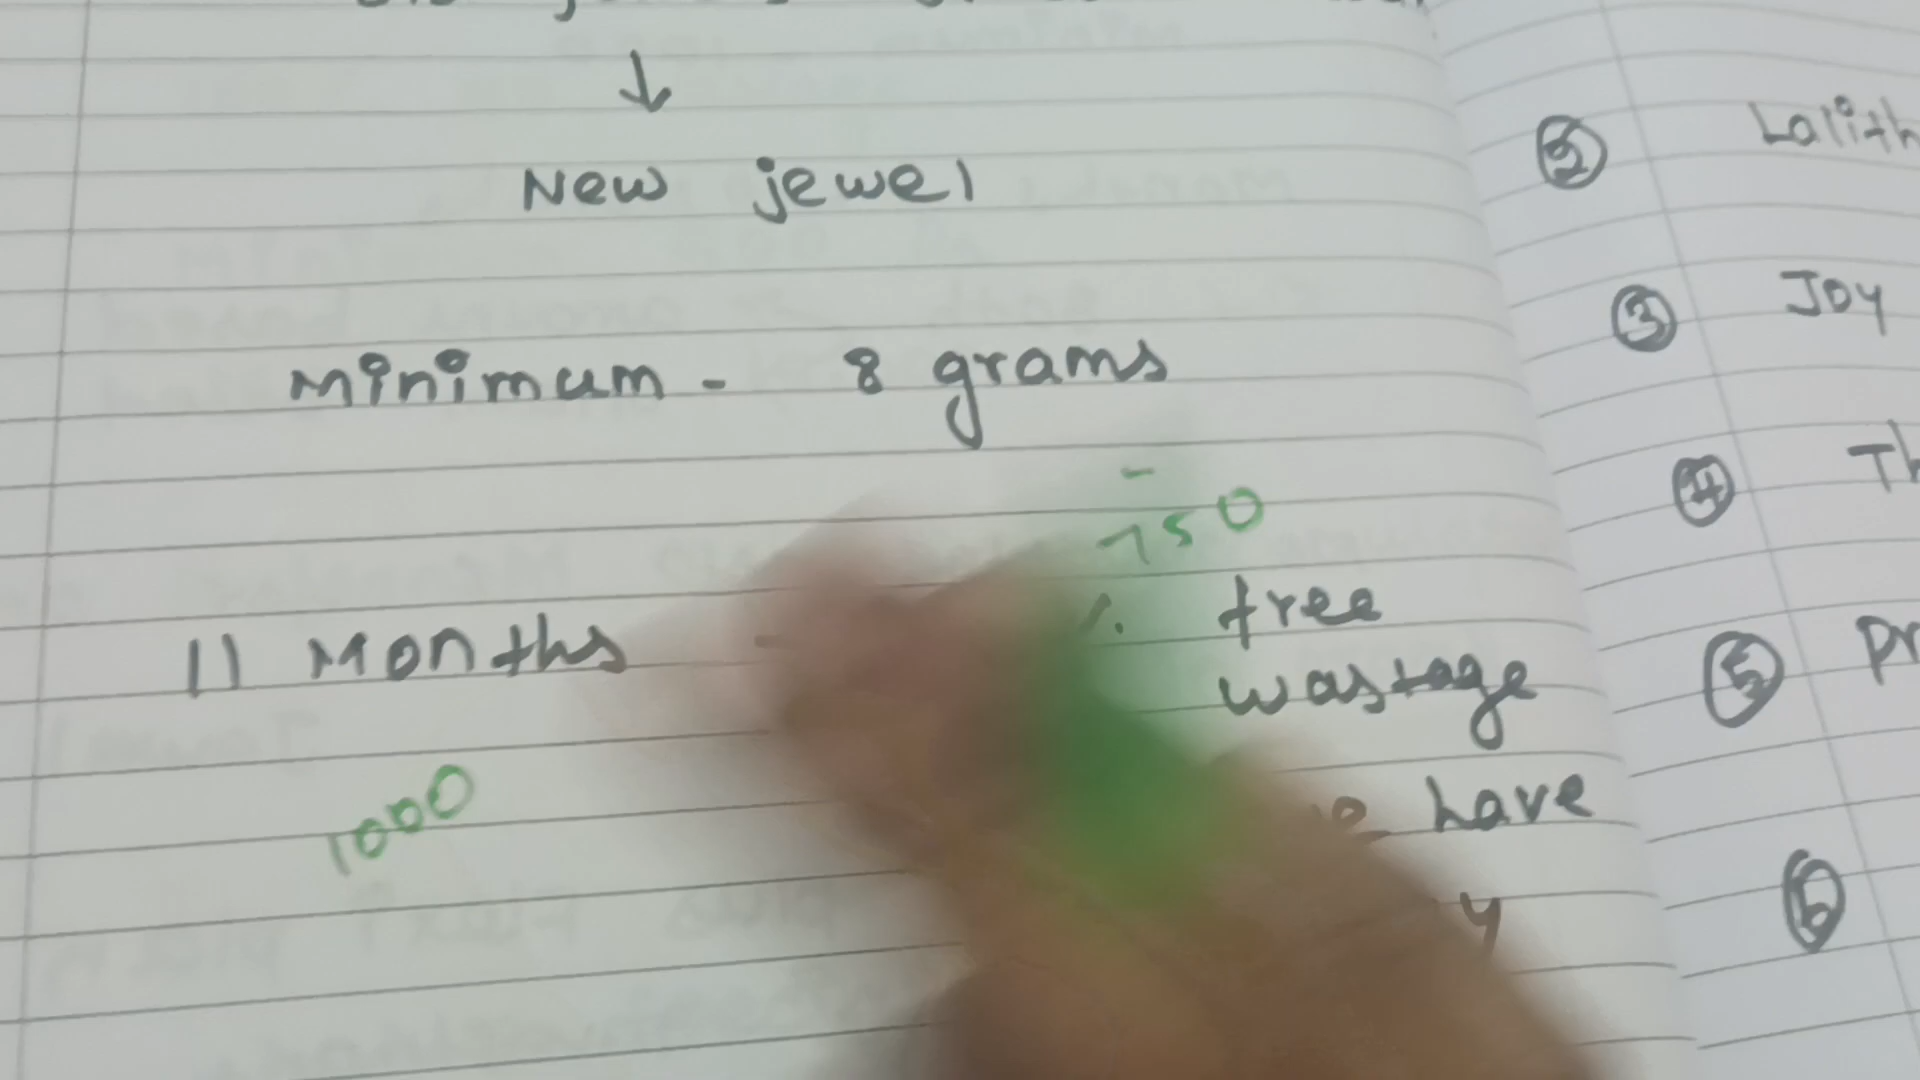 ↓
New jewel
Minimum - 8 grams
750
11 Months - % free
wastage
1000
have
y
② Lalith
③ Joy
④ Th
⑤ Pr
⑥